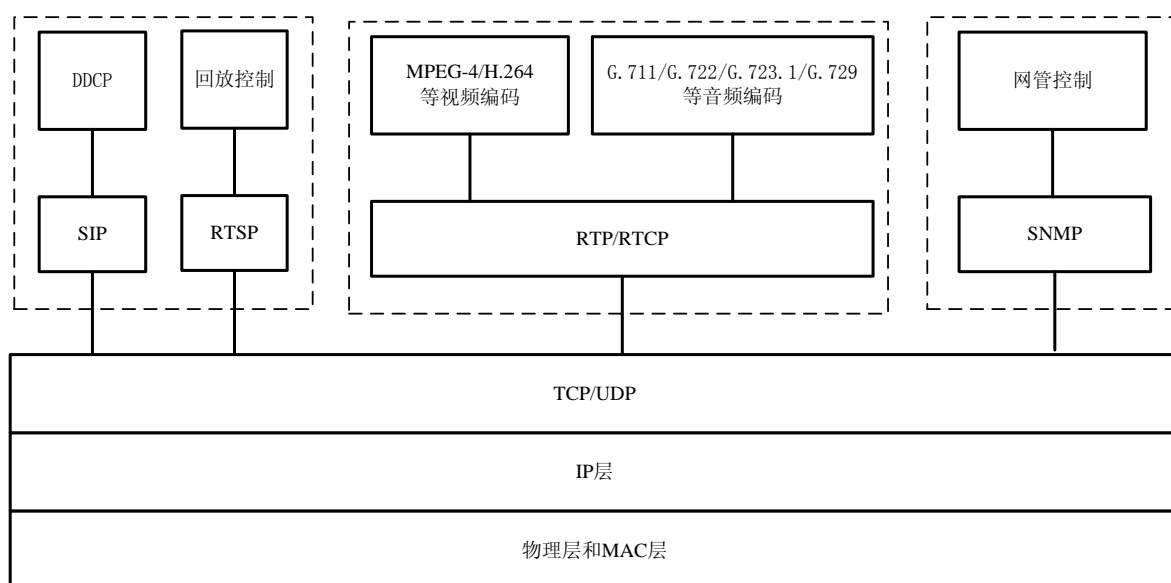 DDCP
回放控制
MPEG-4/H.264
等视频编码
G.711/G.722/G.723.1/G.729
等音频编码
网管控制
SIP
RTSP
RTP/RTCP
SNMP
TCP/UDP
IP层
物理层和MAC层